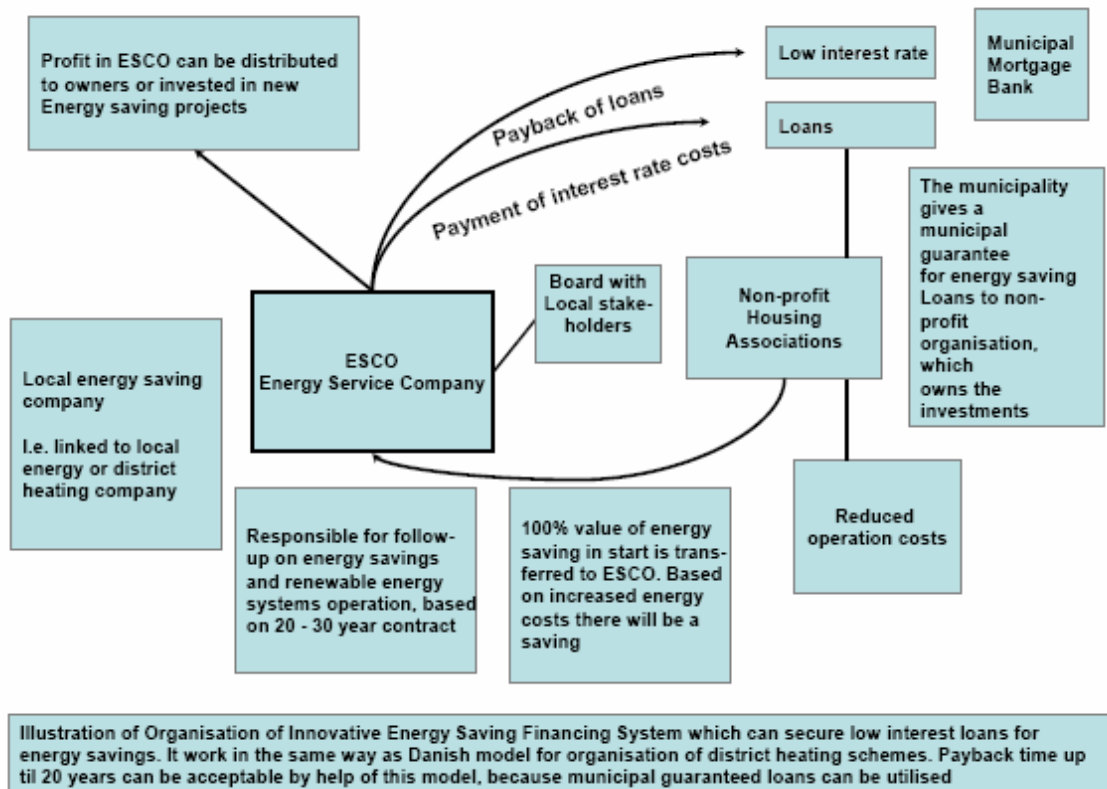 Profit in ESCO can be distributed
to owners or invested in new
Energy saving projects
Payback of loans
Payment of interest rate costs
Low interest rate
Loans
Municipal
Mortgage
Bank
The municipality
gives a
municipal
guarantee
for energy saving
Loans to non-
profit
organisation,
which
owns the
investments
Board with
Local stake-
holders
Non-profit
Housing
Associations
ESCO
Energy Service Company
Local energy saving
company
I.e. linked to local
energy or district
heating company
Responsible for follow-
up on energy savings
and renewable energy
systems operation, based
on 20 - 30 year contract
100% value of energy
saving in start is trans-
ferred to ESCO. Based
on increased energy
costs there will be a
saving
Reduced
operation costs
Illustration of Organisation of Innovative Energy Saving Financing System which can secure low interest loans for
energy savings. It work in the same way as Danish model for organisation of district heating schemes. Payback time up
til 20 years can be acceptable by help of this model, because municipal guaranteed loans can be utilised